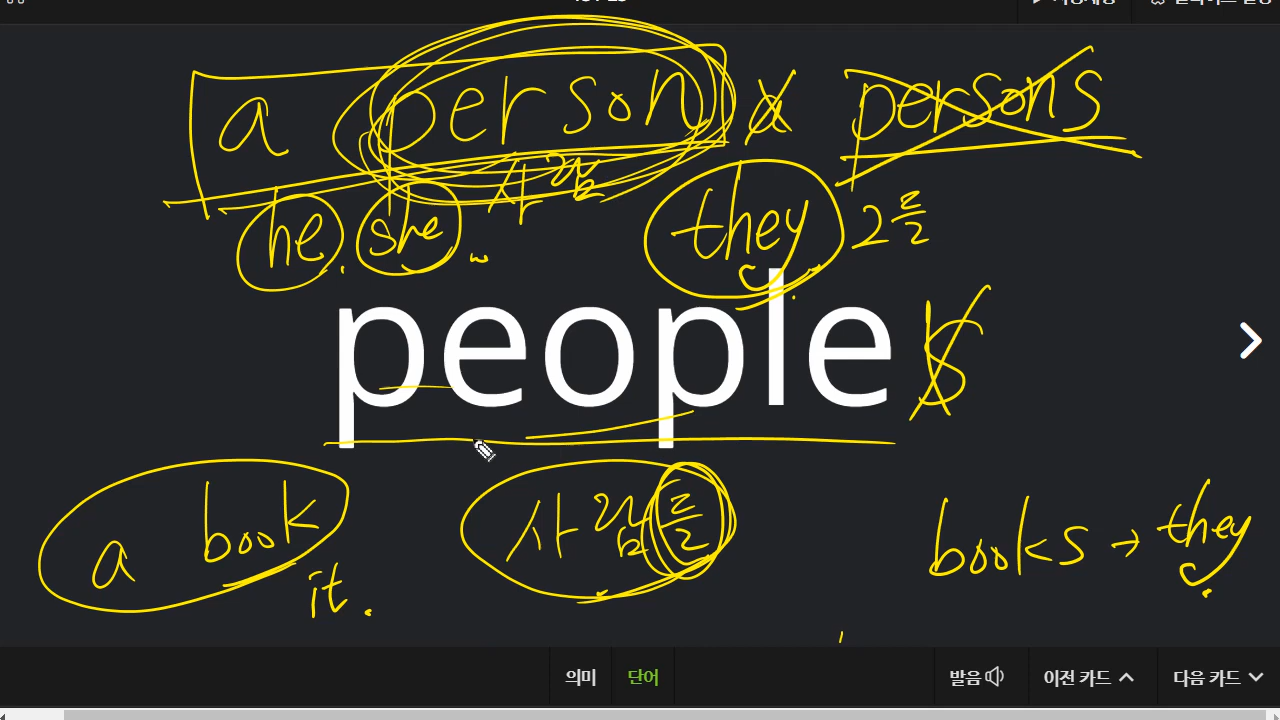 a person a persons
사람
he. she they 2들
people s
a book 사람들 books → they
it.
의미 단어 발음 이전 카드 다음 카드